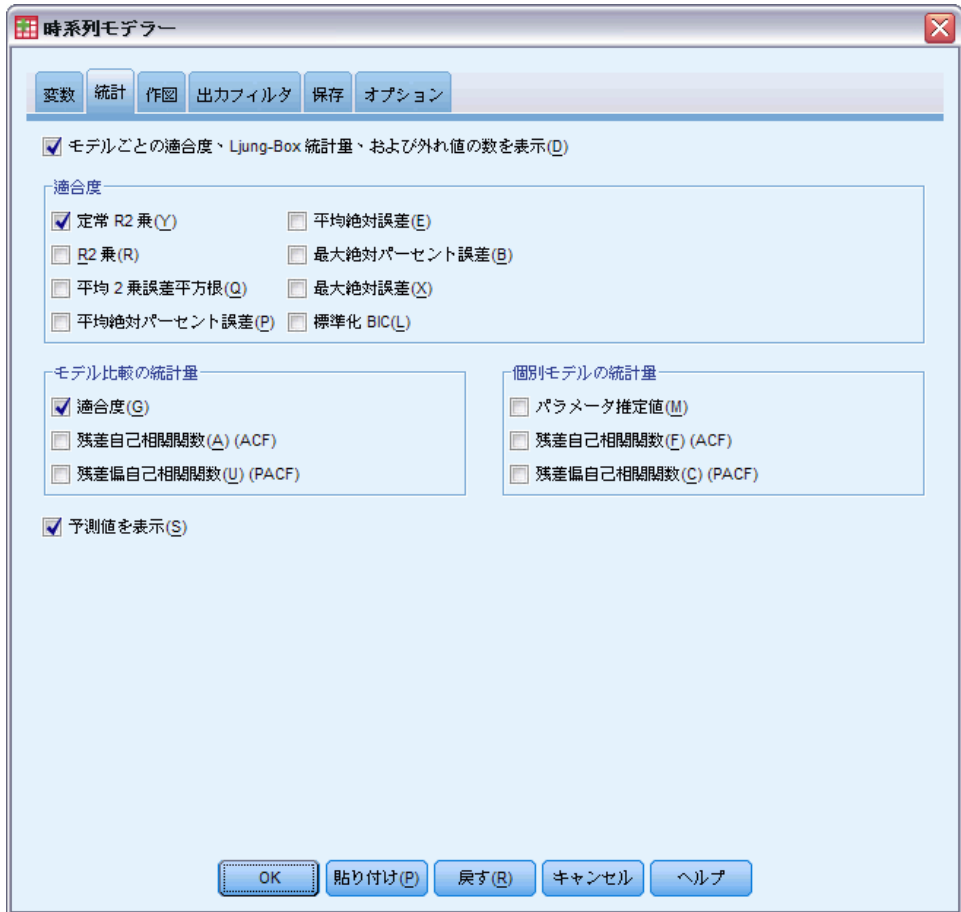 時系列モデラー
変数 統計 作図 出力フィルタ 保存 オプション
モデルごとの適合度、Ljung-Box 統計量、および外れ値の数を表示(D)
適合度
定常 R2 乗(Y) 平均絶対誤差(E)
R2 乗(R) 最大絶対パーセント誤差(B)
平均 2 乗誤差平方根(Q) 最大絶対誤差(X)
平均絶対パーセント誤差(P) 標準化 BIC(L)
モデル比較の統計量 個別モデルの統計量
適合度(G) パラメータ推定値(M)
残差自己相関関数(A) (ACF) 残差自己相関関数(F) (ACF)
残差偏自己相関関数(U) (PACF) 残差偏自己相関関数(C) (PACF)
予測値を表示(S)
OK 貼り付け(P) 戻す(R) キャンセル ヘルプ